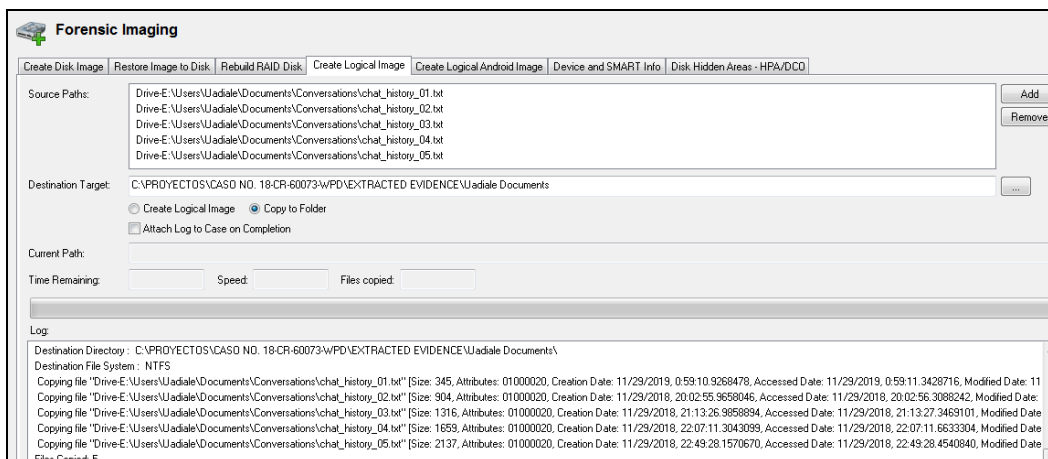 Forensic Imaging
Create Disk Image Restore Image to Disk Rebuild RAID Disk Create Logical Image Create Logical Android Image Device and SMART Info Disk Hidden Areas - HPA/DCO
Source Paths:
Drive-E:\Users\Uadiale\Documents\Conversations\chat_history_01.txt
Drive-E:\Users\Uadiale\Documents\Conversations\chat_history_02.txt
Drive-E:\Users\Uadiale\Documents\Conversations\chat_history_03.txt
Drive-E:\Users\Uadiale\Documents\Conversations\chat_history_04.txt
Drive-E:\Users\Uadiale\Documents\Conversations\chat_history_05.txt
Add
Remove
Destination Target: C:\PROYECTOS\CASO NO. 18-CR-60073-WPD\EXTRACTED EVIDENCE\Uadiale Documents ...
Create Logical Image Copy to Folder
Attach Log to Case on Completion
Current Path:
Time Remaining: Speed: Files copied:
Log:
Destination Directory : C:\PROYECTOS\CASO NO. 18-CR-60073-WPD\EXTRACTED EVIDENCE\Uadiale Documents\
Destination File System : NTFS
Copying file "Drive-E:\Users\Uadiale\Documents\Conversations\chat_history_01.txt" [Size: 345, Attributes: 01000020, Creation Date: 11/29/2019, 0:59:10.9268478, Accessed Date: 11/29/2019, 0:59:11.3428716, Modified Date: 11
Copying file "Drive-E:\Users\Uadiale\Documents\Conversations\chat_history_02.txt" [Size: 904, Attributes: 01000020, Creation Date: 11/29/2018, 20:02:55.9658046, Accessed Date: 11/29/2018, 20:02:56.3088242, Modified Date:
Copying file "Drive-E:\Users\Uadiale\Documents\Conversations\chat_history_03.txt" [Size: 1316, Attributes: 01000020, Creation Date: 11/29/2018, 21:13:26.9858894, Accessed Date: 11/29/2018, 21:13:27.3469101, Modified Date
Copying file "Drive-E:\Users\Uadiale\Documents\Conversations\chat_history_04.txt" [Size: 1659, Attributes: 01000020, Creation Date: 11/29/2018, 22:07:11.3043099, Accessed Date: 11/29/2018, 22:07:11.6633304, Modified Date
Copying file "Drive-E:\Users\Uadiale\Documents\Conversations\chat_history_05.txt" [Size: 2137, Attributes: 01000020, Creation Date: 11/29/2018, 22:49:28.1570670, Accessed Date: 11/29/2018, 22:49:28.4540840, Modified Date
Files Copied: 5